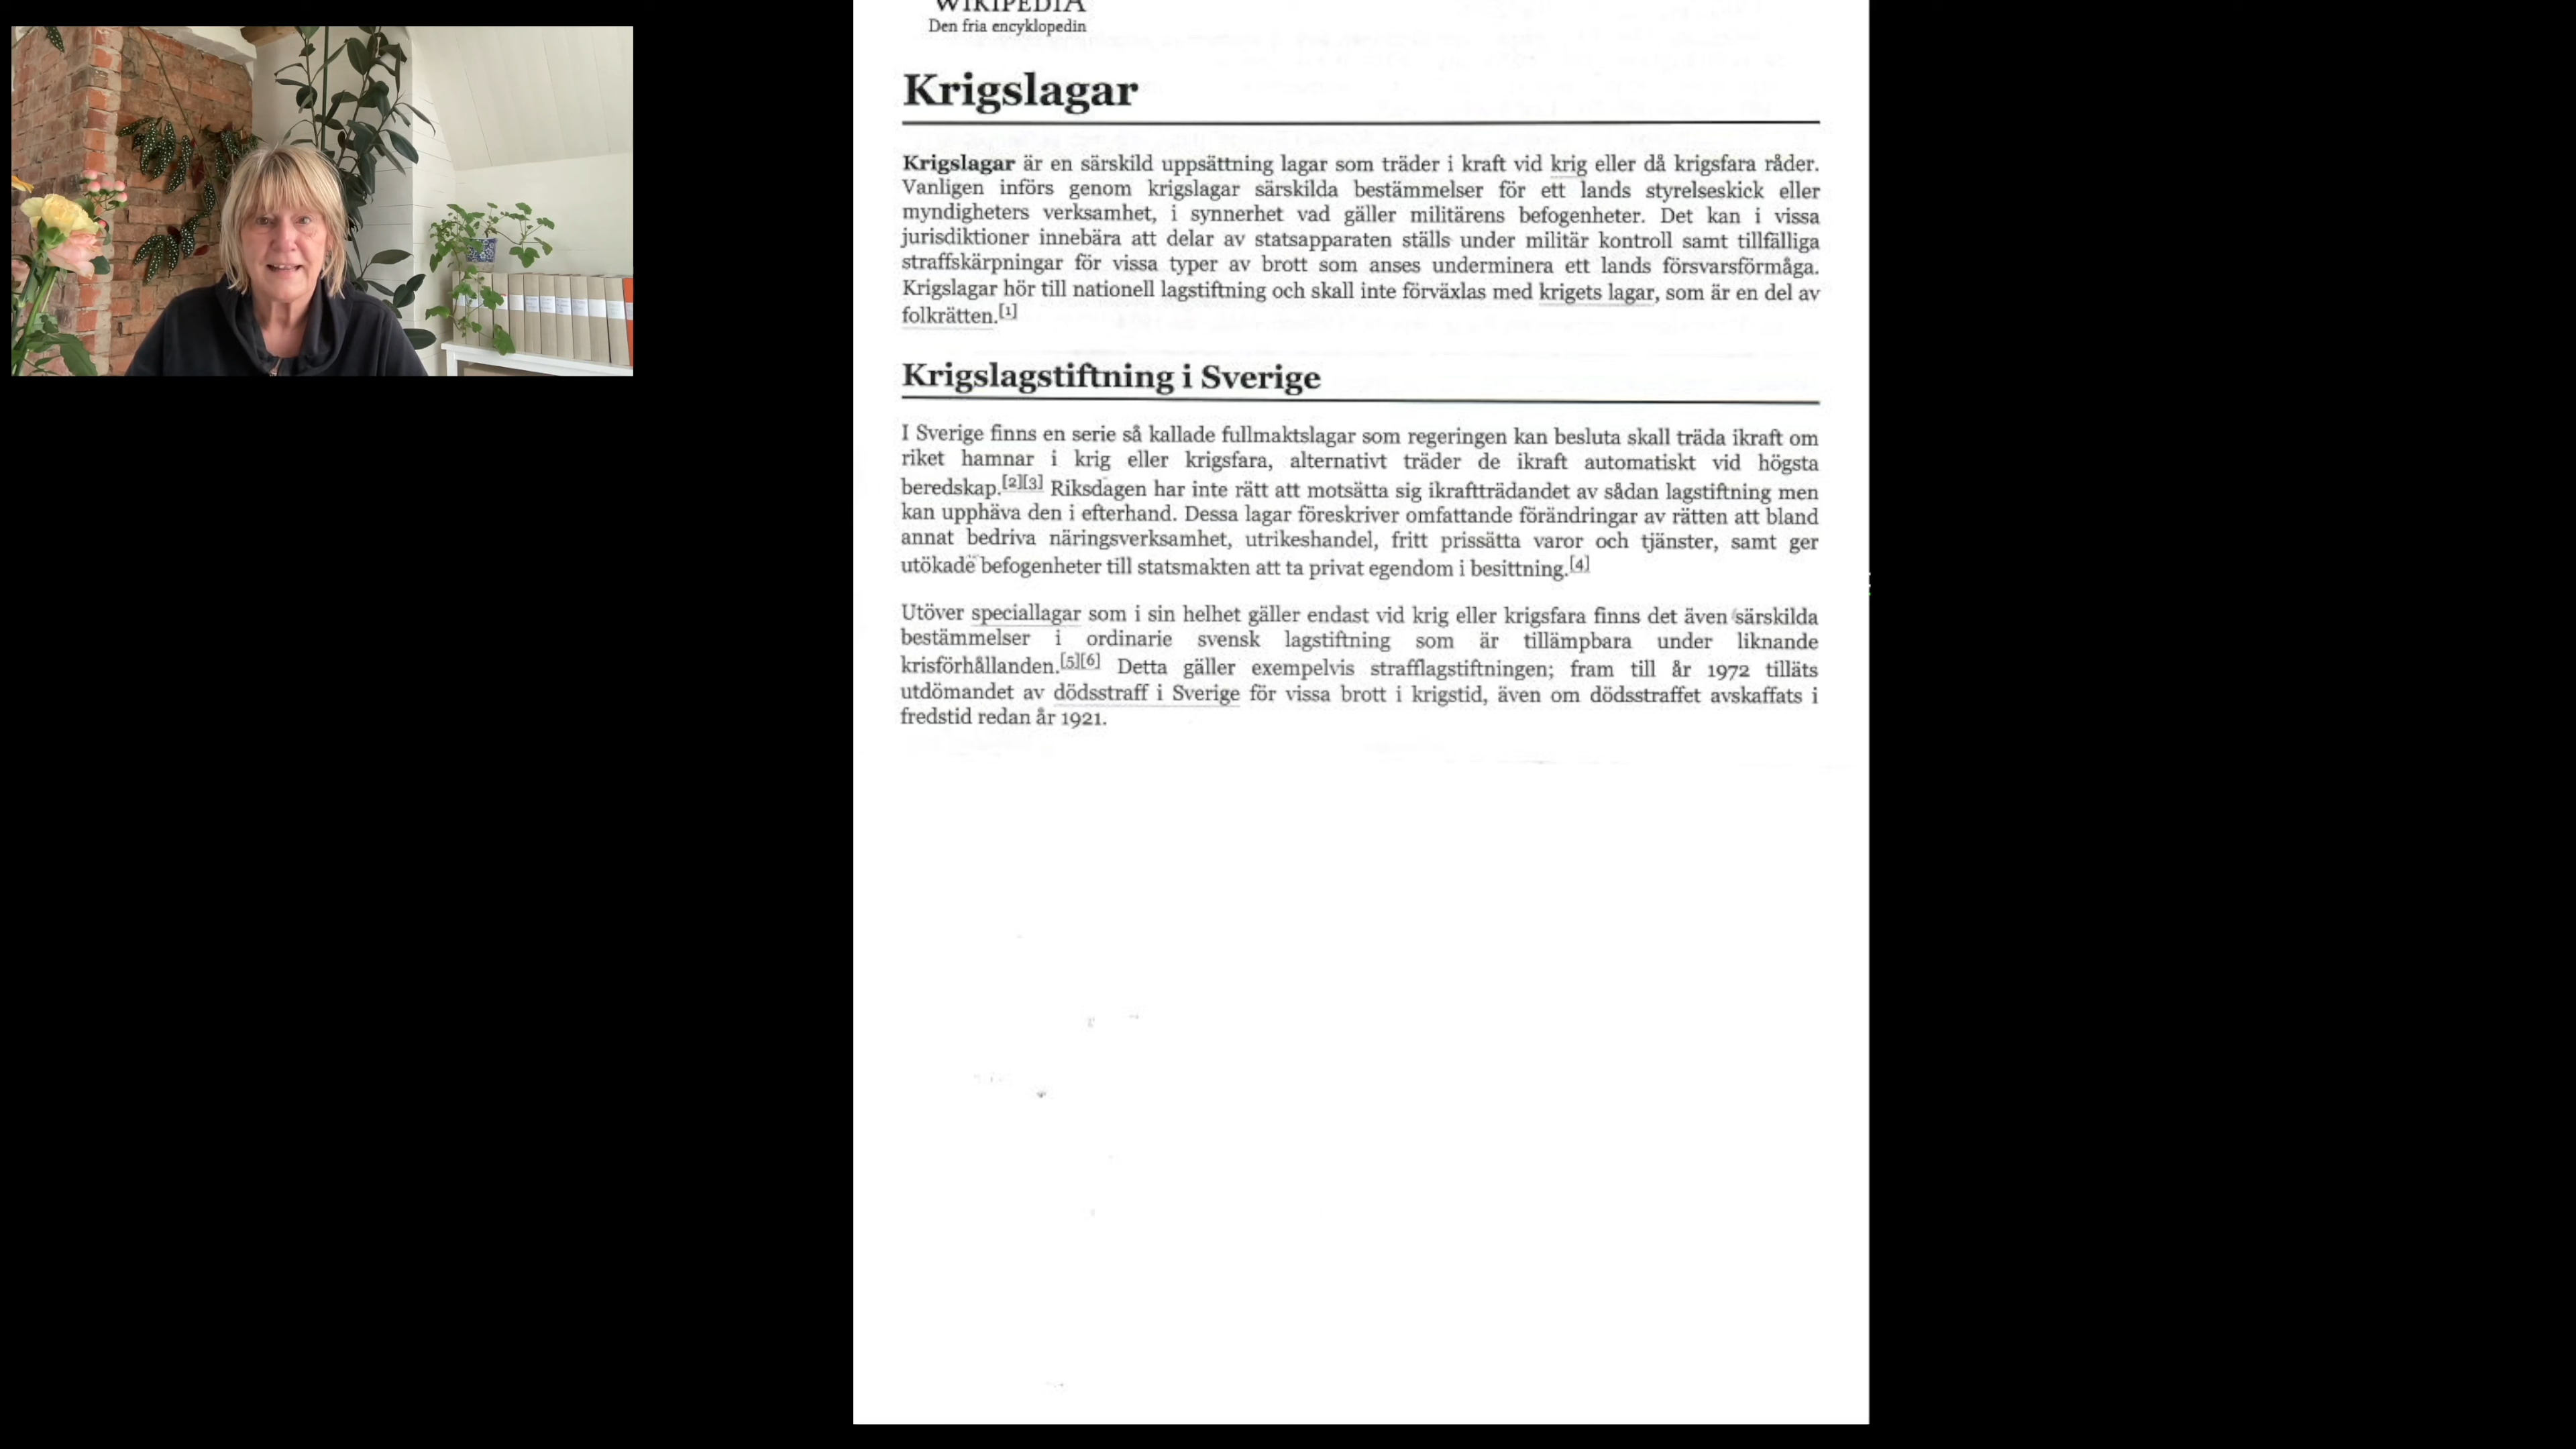 WIKIPEDIA
Den fria encyklopedin
Krigslagar
Krigslagar är en särskild uppsättning lagar som träder i kraft vid krig eller då krigsfara råder.
Vanligen införs genom krigslagar särskilda bestämmelser för ett lands styrelseskick eller
myndigheters verksamhet, i synnerhet vad gäller militärens befogenheter. Det kan i vissa
jurisdiktioner innebära att delar av statsapparaten ställs under militär kontroll samt tillfälliga
straffskärpningar för vissa typer av brott som anses underminera ett lands försvarsförmåga.
Krigslagar hör till nationell lagstiftning och skall inte förväxlas med krigets lagar, som är en del av
folkrätten.[1]
Krigslagstiftning i Sverige
I Sverige finns en serie så kallade fullmaktslagar som regeringen kan besluta skall träda ikraft om
riket hamnar i krig eller krigsfara, alternativt träder de ikraft automatiskt vid högsta
beredskap.[2][3] Riksdagen har inte rätt att motsätta sig ikraftträdandet av sådan lagstiftning men
kan upphäva den i efterhand. Dessa lagar föreskriver omfattande förändringar av rätten att bland
annat bedriva näringsverksamhet, utrikeshandel, fritt prissätta varor och tjänster, samt ger
utökade befogenheter till statsmakten att ta privat egendom i besittning.[4]
Utöver speciallagar som i sin helhet gäller endast vid krig eller krigsfara finns det även särskilda
bestämmelser i ordinarie svensk lagstiftning som är tillämpbara under liknande
krisförhållanden.[5][6] Detta gäller exempelvis strafflagstiftningen; fram till år 1972 tilläts
utdömandet av dödsstraff i Sverige för vissa brott i krigstid, även om dödsstraffet avskaffats i
fredstid redan år 1921.